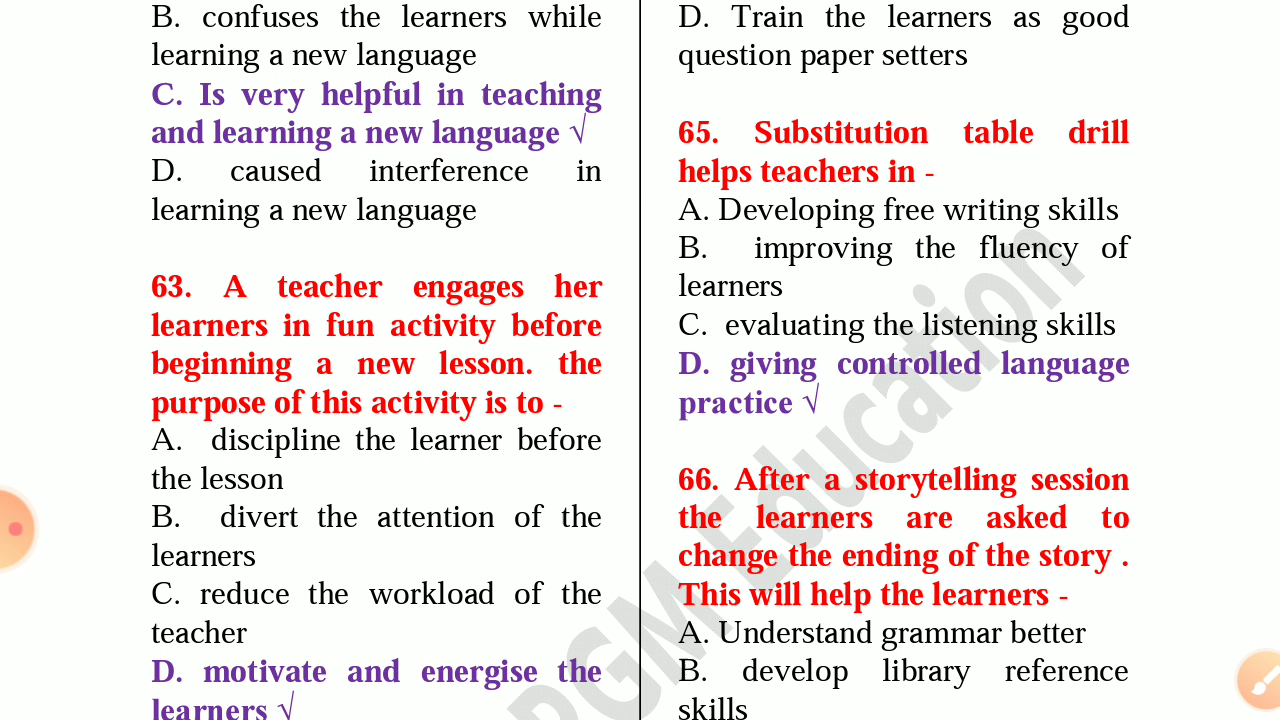 B. confuses the learners while
learning a new language
C. Is very helpful in teaching
and learning a new language √
D. caused interference in
learning a new language
63. A teacher engages her
learners in fun activity before
beginning a new lesson. the
purpose of this activity is to -
A. discipline the learner before
the lesson
B. divert the attention of the
learners
C. reduce the workload of the
teacher
D. motivate and energise the
learners √
D. Train the learners as good
question paper setters
65. Substitution table drill
helps teachers in -
A. Developing free writing skills
B. improving the fluency of
learners
C. evaluating the listening skills
D. giving controlled language
practice √
66. After a storytelling session
the learners are asked to
change the ending of the story .
This will help the learners -
A. Understand grammar better
B. develop library reference
skills
PGM Education